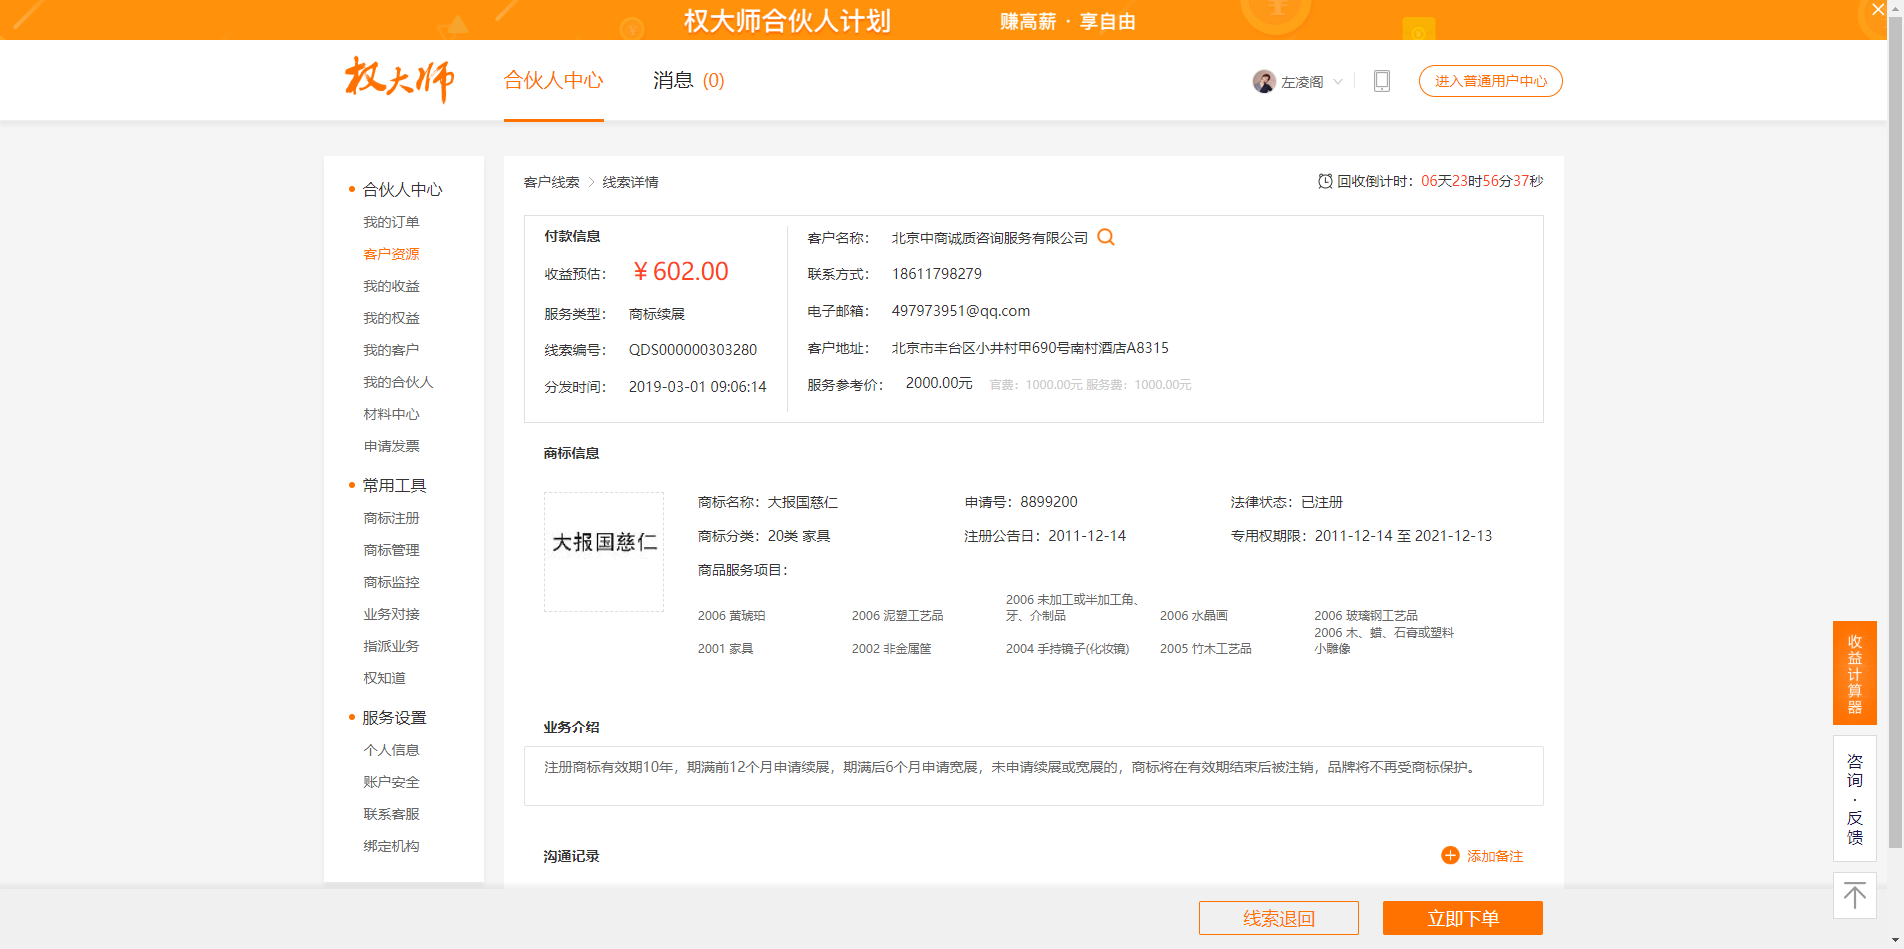 权大师合伙人计划 赚高薪 · 享自由
权大师 合伙人中心 消息 (0) 左凌阁 进入普通用户中心
合伙人中心
我的订单
客户资源
我的收益
我的权益
我的客户
我的合伙人
材料中心
申请发票
常用工具
商标注册
商标管理
商标监控
业务对接
指派业务
权知道
服务设置
个人信息
账户安全
联系客服
绑定机构
客户线索 > 线索详情 回收倒计时：06天23时56分37秒
付款信息
收益预估： ¥602.00
服务类型： 商标续展
线索编号： QDS000000303280
分发时间： 2019-03-01 09:06:14
客户名称： 北京中商诚质咨询服务有限公司
联系方式： 18611798279
电子邮箱： 497973951@qq.com
客户地址： 北京市丰台区小井村甲690号南村酒店A8315
服务参考价： 2000.00元 官费：1000.00元 服务费：1000.00元
商标信息
大报国慈仁
商标名称：大报国慈仁 申请号：8899200 法律状态：已注册
商标分类：20类 家具 注册公告日：2011-12-14 专用权期限：2011-12-14 至 2021-12-13
商品服务项目：
2006 黄琥珀 2006 泥塑工艺品 2006 未加工或半加工角、牙、介制品 2006 水晶画 2006 玻璃钢工艺品
2001 家具 2002 非金属筐 2004 手持镜子(化妆镜) 2005 竹木工艺品 2006 木、蜡、石膏或塑料小雕像
业务介绍
注册商标有效期10年，期满前12个月申请续展，期满后6个月申请宽展，未申请续展或宽展的，商标将在有效期结束后被注销，品牌将不再受商标保护。
沟通记录 添加备注
线索退回 立即下单
收益计算器
咨询·反馈